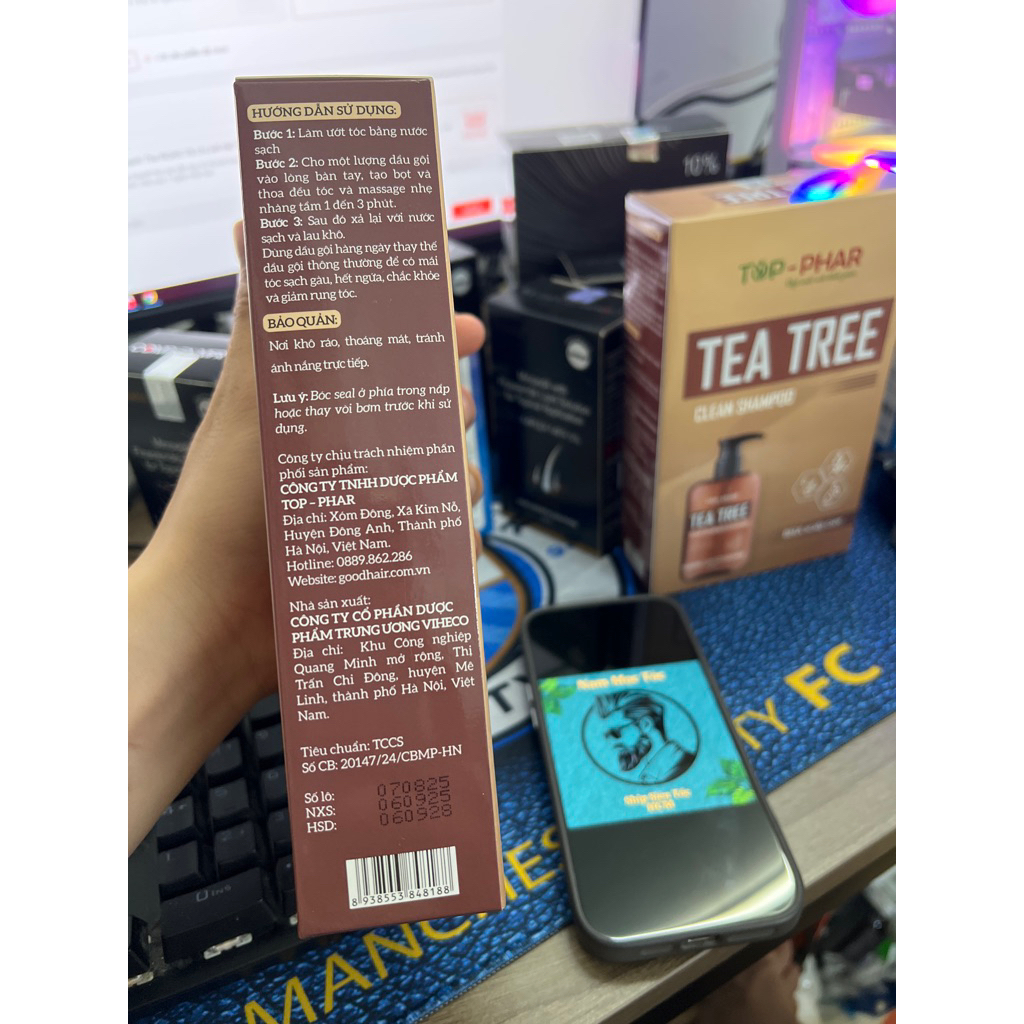 HƯỚNG DẪN SỬ DỤNG:
Bước 1: Làm ướt tóc bằng nước
sạch
Bước 2: Cho một lượng dầu gội
vào lòng bàn tay, tạo bọt và
thoa đều tóc và massage nhẹ
nhàng tầm 1 đến 3 phút.
Bước 3: Sau đó xả lại với nước
sạch và lau khô.
Dùng dầu gội hàng ngày thay thế
dầu gội thông thường để có mái
tóc sạch gàu, hết ngứa, chắc khỏe
và giảm rụng tóc.
BẢO QUẢN:
Nơi khô ráo, thoáng mát, tránh
ánh nắng trực tiếp.
Lưu ý: Bóc seal ở phía trong nắp
hoặc thay vòi bơm trước khi sử
dụng.
Công ty chịu trách nhiệm phân
phối sản phẩm:
CÔNG TY TNHH DƯỢC PHẨM
TOP – PHAR
Địa chỉ: Xóm Đông, Xã Kim Nỗ,
Huyện Đông Anh, Thành phố
Hà Nội, Việt Nam.
Hotline: 0889.862.286
Website: goodhair.com.vn
Nhà sản xuất:
CÔNG TY CỔ PHẦN DƯỢC
PHẨM TRUNG ƯƠNG VIHECO
Địa chỉ: Khu Công nghiệp
Quang Minh mở rộng, Thị
Trấn Chi Đông, huyện Mê
Linh, thành phố Hà Nội, Việt
Nam.
Tiêu chuẩn: TCCS
Số CB: 20147/24/CBMP-HN
Số lô: 070825
NXS: 060925
HSD: 060928
8 938553 848188
10%
TOP-PHAR
TEA TREE
CLEAN SHAMPOO
TEA TREE
Nam Mục Tóc
MANCHES
TY FC
INS